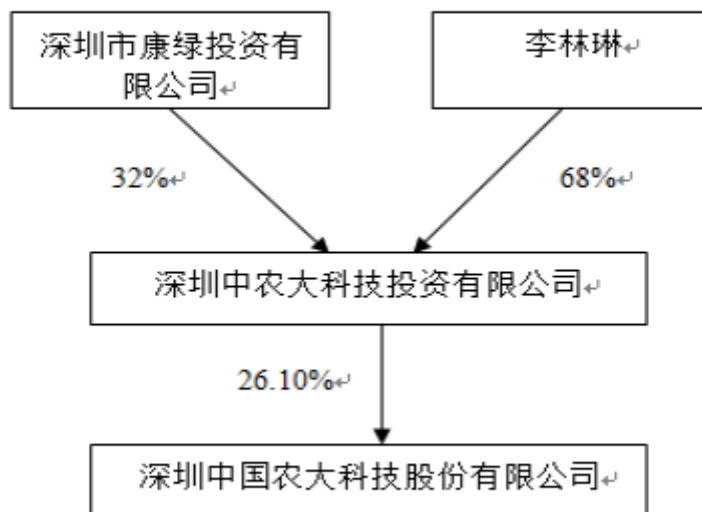 深圳市康绿投资有
限公司↵
李林琳↵
32%↵
68%↵
深圳中农大科技投资有限公司↵
26.10%↵
深圳中国农大科技股份有限公司↵